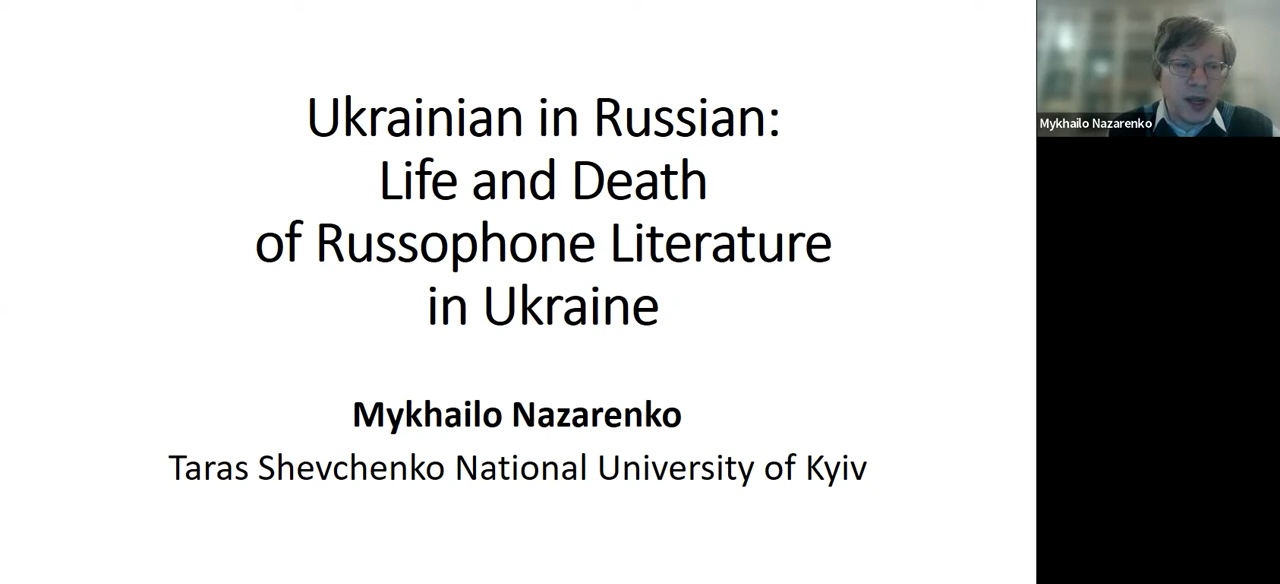 Ukrainian in Russian:
Life and Death
of Russophone Literature
in Ukraine
Mykhailo Nazarenko
Taras Shevchenko National University of Kyiv
Mykhailo Nazarenko